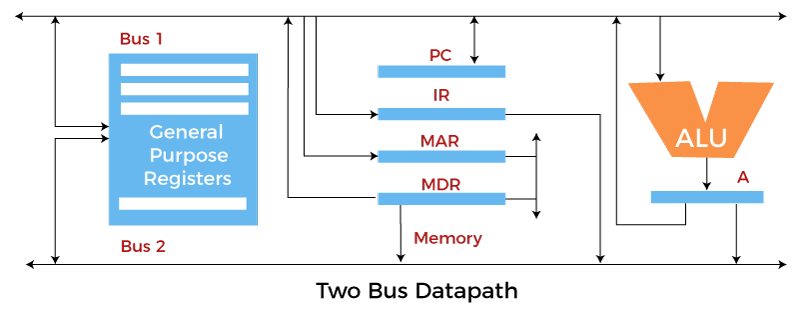 Bus 1
General
Purpose
Registers
Bus 2
PC
IR
MAR
MDR
Memory
ALU
A
Two Bus Datapath